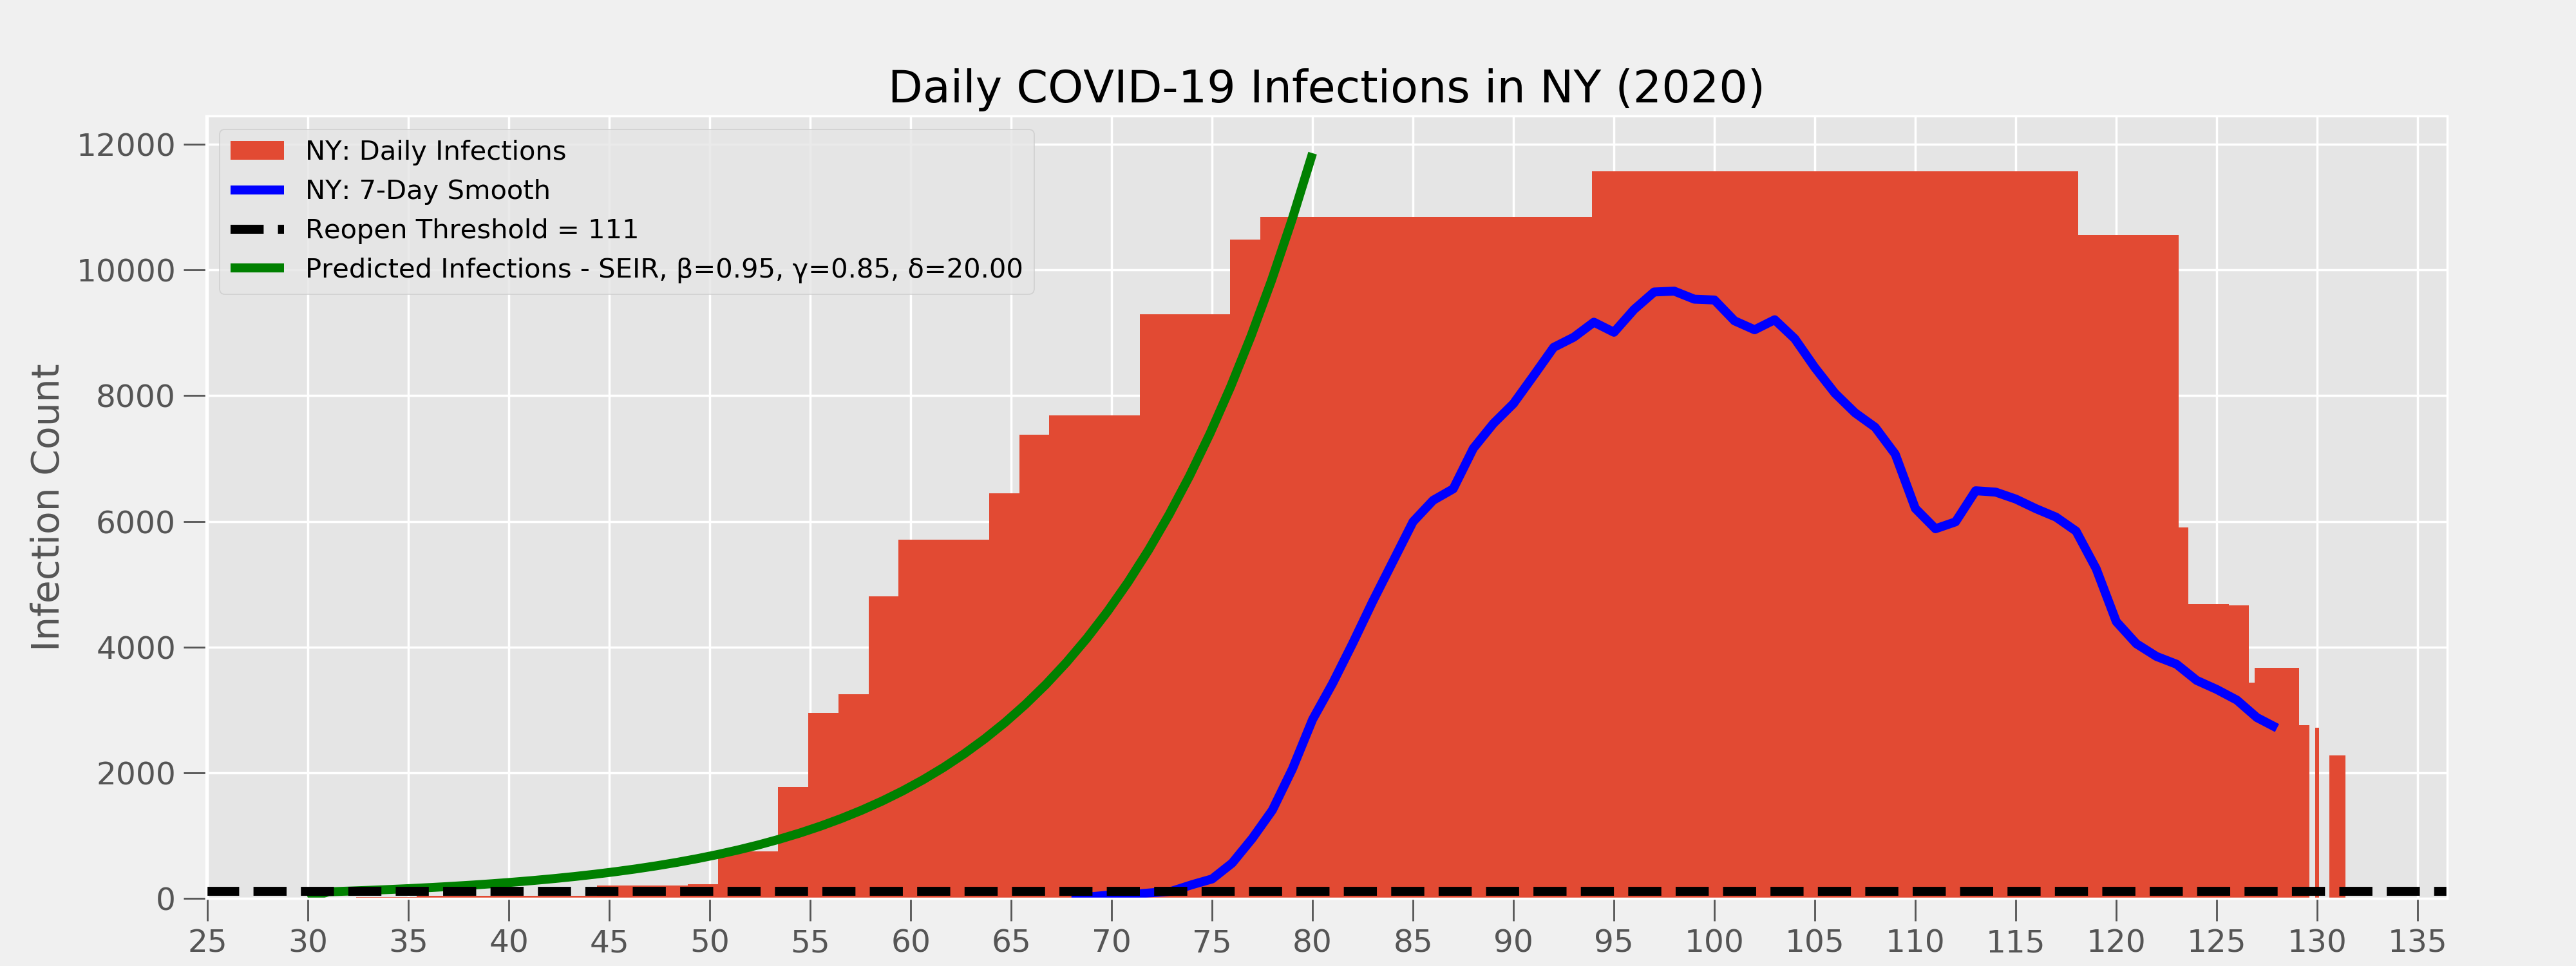 Daily COVID-19 Infections in NY (2020)
12000
10000
8000
6000
4000
2000
0
Infection Count
NY: Daily Infections
NY: 7-Day Smooth
Reopen Threshold = 111
Predicted Infections - SEIR, β=0.95, γ=0.85, δ=20.00
25 30 35 40 45 50 55 60 65 70 75 80 85 90 95 100 105 110 115 120 125 130 135